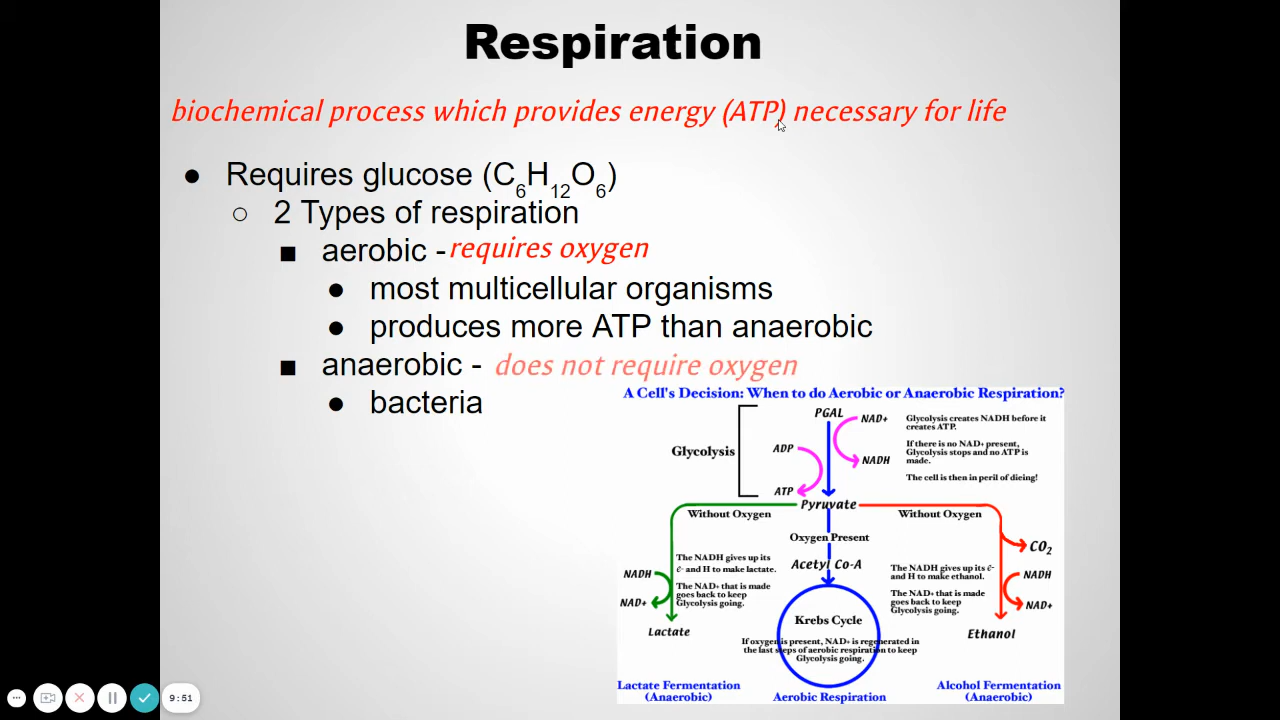 Respiration
biochemical process which provides energy (ATP) necessary for life
● Requires glucose (C6H12O6)
○ 2 Types of respiration
■ aerobic - requires oxygen
● most multicellular organisms
● produces more ATP than anaerobic
■ anaerobic - does not require oxygen
● bacteria
A Cell's Decision: When to do Aerobic or Anaerobic Respiration?
Glycolysis
PGAL
NAD+
NADH
ADP
ATP
Glycolysis creates NADH before it
creates ATP.
If there is no NAD+ present,
Glycolysis stops and no ATP is
made.
The cell is then in peril of dieing!
Pyruvate
Without Oxygen
Without Oxygen
Oxygen Present
Acetyl Co-A
CO2
The NADH gives up its
e- and H to make lactate.
The NAD+ that is made
goes back to keep
Glycolysis going.
NADH
NAD+
Lactate
The NADH gives up its e-
and H to make ethanol.
The NAD+ that is made
goes back to keep
Glycolysis going.
NADH
NAD+
Ethanol
Krebs Cycle
If oxygen is present, NAD+ is regenerated in
the last steps of aerobic respiration to keep
Glycolysis going.
Lactate Fermentation
(Anaerobic)
Aerobic Respiration
Alcohol Fermentation
(Anaerobic)
9:51